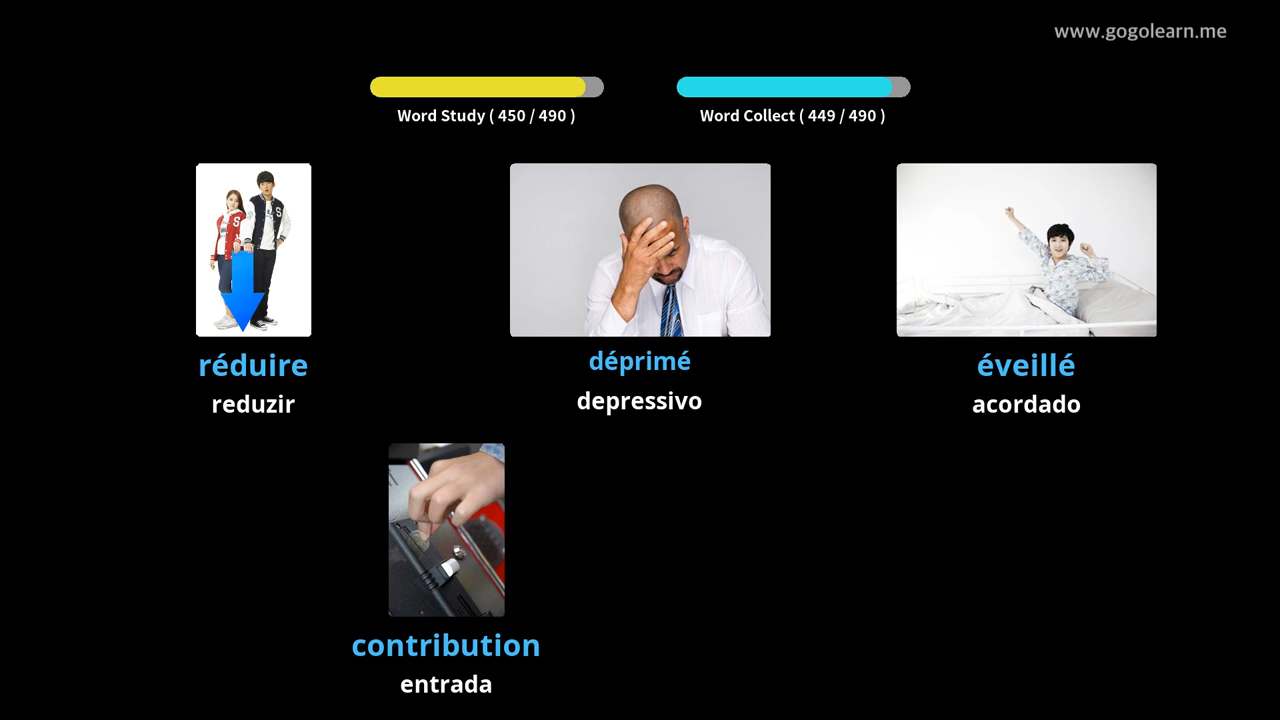 www.gogolearn.me
Word Study ( 450 / 490 )
Word Collect ( 449 / 490 )
réduire
reduzir
déprimé
depressivo
éveillé
acordado
contribution
entrada